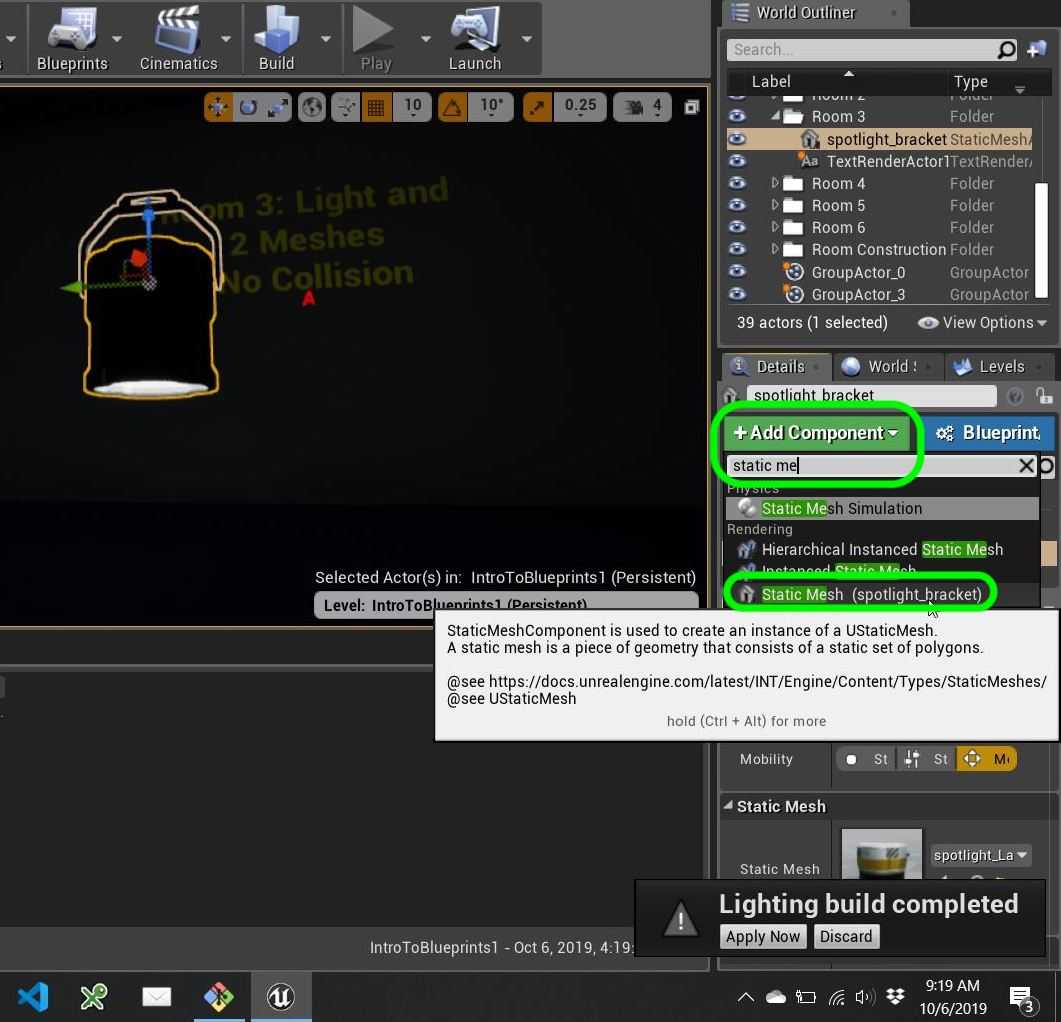 World Outliner
Search...
Blueprints
Cinematics
Build
Play
Launch
Label
Type
Room 2
Folder
10
10°
0.25
4
Room 3
Folder
spotlight_bracket
StaticMeshA
TextRenderActor1
TextRender
Room 4
Folder
Room 5
Folder
Room 6
Folder
Room Construction
Folder
GroupActor_0
GroupActor
GroupActor_3
GroupActor
Room 3: Light and
2 Meshes
No Collision
A
39 actors (1 selected)
View Options
Details
World
Levels
spotlight_bracket
+Add Component
Blueprint
static me
Physics
Static Mesh Simulation
Rendering
Hierarchical Instanced Static Mesh
Instanced Static Mesh
Static Mesh (spotlight_bracket)
Selected Actor(s) in: IntroToBlueprints1 (Persistent)
Level: IntroToBlueprints1 (Persistent)
StaticMeshComponent is used to create an instance of a UStaticMesh.
A static mesh is a piece of geometry that consists of a static set of polygons.
@see https://docs.unrealengine.com/latest/INT/Engine/Content/Types/StaticMeshes/
@see UStaticMesh
hold (Ctrl + Alt) for more
Mobility
St
St
Mo
Static Mesh
Static Mesh
spotlight_La
Lighting build completed
Apply Now
Discard
IntroToBlueprints1 - Oct 6, 2019, 4:19:
9:19 AM
10/6/2019
3